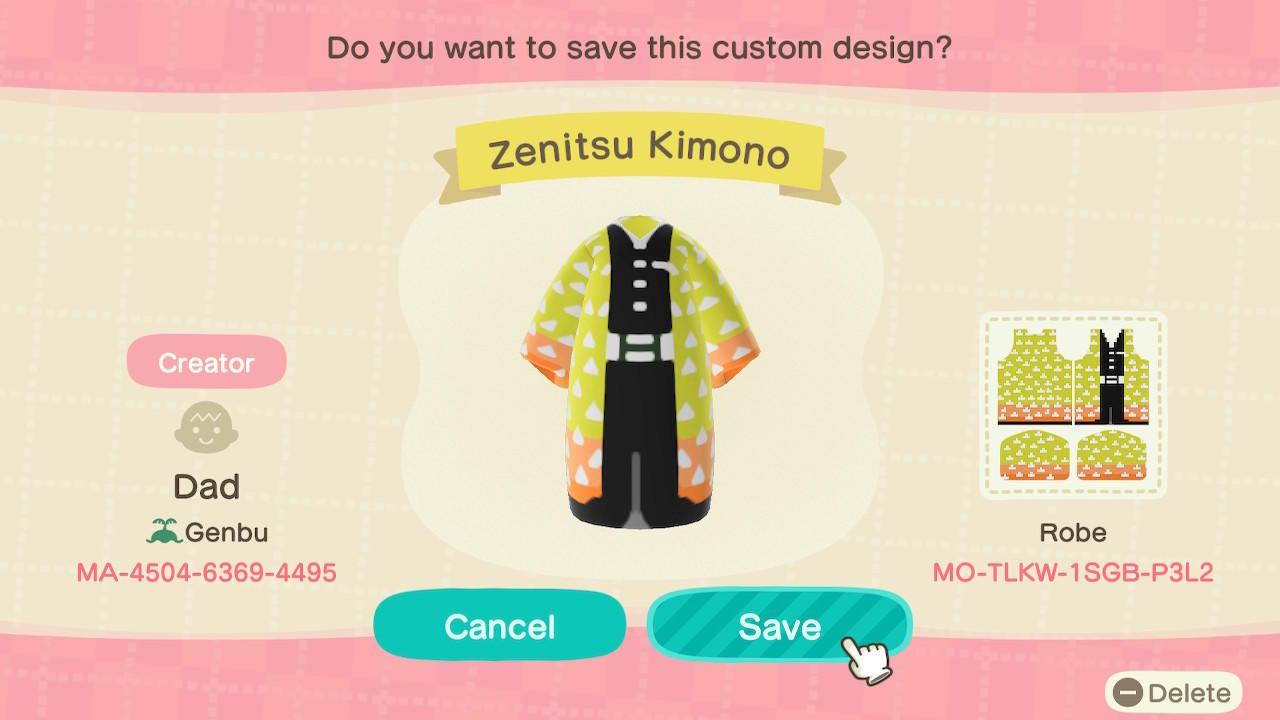 Do you want to save this custom design?
Zenitsu Kimono
Creator
Dad
Genbu
MA-4504-6369-4495
Robe
MO-TLKW-1SGB-P3L2
Cancel
Save
Delete